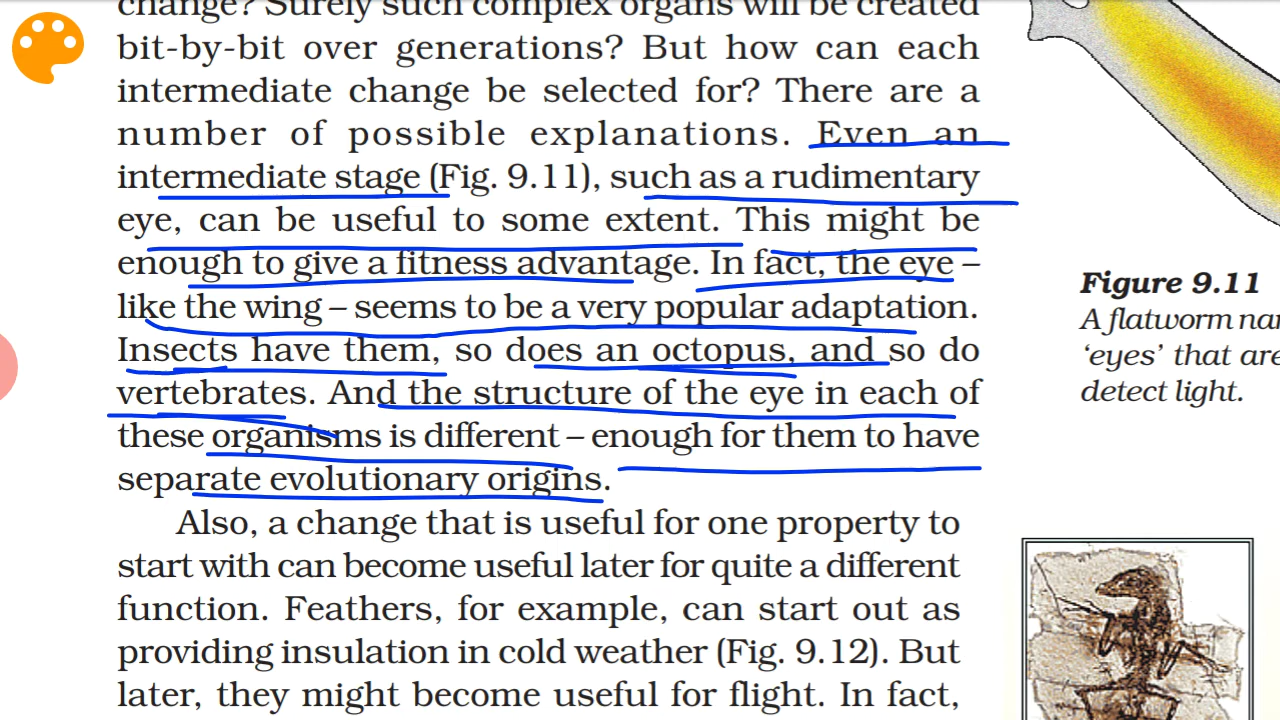 change? Surely such complex organs will be created
bit-by-bit over generations? But how can each
intermediate change be selected for? There are a
number of possible explanations. Even an
intermediate stage (Fig. 9.11), such as a rudimentary
eye, can be useful to some extent. This might be
enough to give a fitness advantage. In fact, the eye –
like the wing – seems to be a very popular adaptation.
Insects have them, so does an octopus, and so do
vertebrates. And the structure of the eye in each of
these organisms is different – enough for them to have
separate evolutionary origins.
Also, a change that is useful for one property to
start with can become useful later for quite a different
function. Feathers, for example, can start out as
providing insulation in cold weather (Fig. 9.12). But
later, they might become useful for flight. In fact,
Figure 9.11
A flatworm
'eyes' that are
detect light.